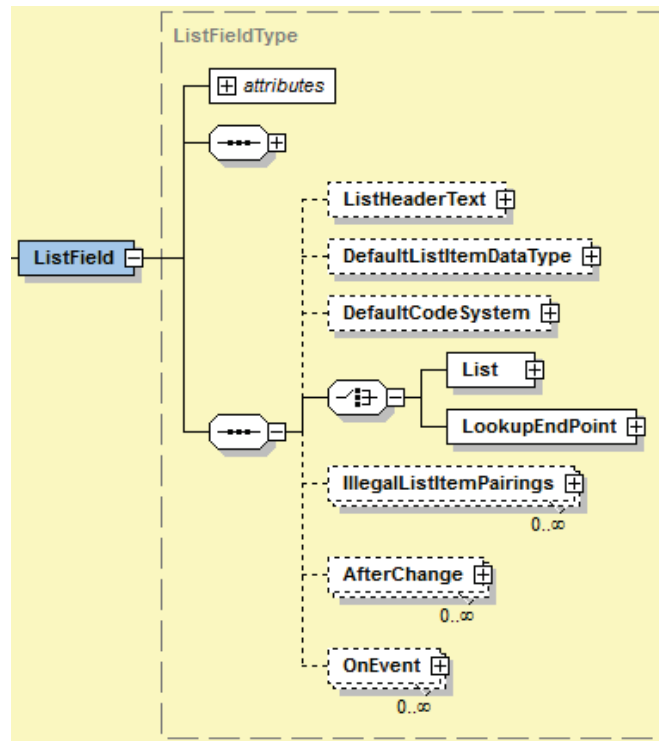 ListFieldType
attributes
ListHeaderText
ListField
DefaultListItemDataType
DefaultCodeSystem
List
LookupEndPoint
IllegalListItemPairings
0..∞
AfterChange
0..∞
OnEvent
0..∞